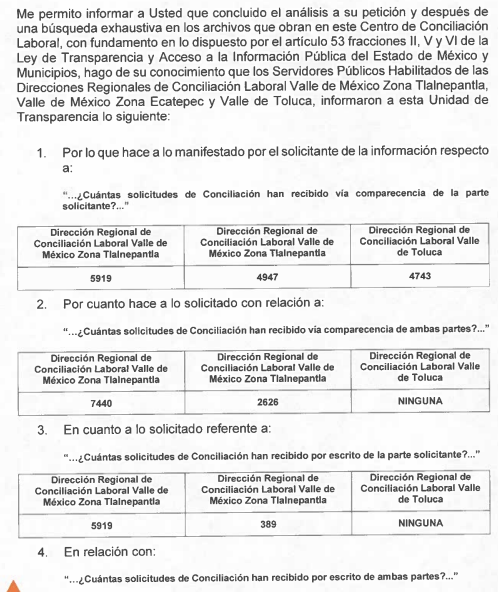 Me permito informar a Usted que concluido el análisis a su petición y después de
una búsqueda exhaustiva en los archivos que obran en este Centro de Conciliación
Laboral, con fundamento en lo dispuesto por el artículo 53 fracciones II, V y VI de la
Ley de Transparencia y Acceso a la Información Pública del Estado de México y
Municipios, hago de su conocimiento que los Servidores Públicos Habilitados de las
Direcciones Regionales de Conciliación Laboral Valle de México Zona Tlalnepantla,
Valle de México Zona Ecatepec y Valle de Toluca, informaron a esta Unidad de
Transparencia lo siguiente:
1. Por lo que hace a lo manifestado por el solicitante de la información respecto
a:
“...¿Cuántas solicitudes de Conciliación han recibido vía comparecencia de la parte
solicitante?...”
Dirección Regional de Conciliación Laboral Valle de México Zona Tlalnepantla | Dirección Regional de Conciliación Laboral Valle de México Zona Tlalnepantla | Dirección Regional de Conciliación Laboral Valle de Toluca
5919 | 4947 | 4743
2. Por cuanto hace a lo solicitado con relación a:
“...¿Cuántas solicitudes de Conciliación han recibido vía comparecencia de ambas partes?...”
Dirección Regional de Conciliación Laboral Valle de México Zona Tlalnepantla | Dirección Regional de Conciliación Laboral Valle de México Zona Tlalnepantla | Dirección Regional de Conciliación Laboral Valle de Toluca
7440 | 2626 | NINGUNA
3. En cuanto a lo solicitado referente a:
“...¿Cuántas solicitudes de Conciliación han recibido por escrito de la parte solicitante?...”
Dirección Regional de Conciliación Laboral Valle de México Zona Tlalnepantla | Dirección Regional de Conciliación Laboral Valle de México Zona Tlalnepantla | Dirección Regional de Conciliación Laboral Valle de Toluca
5919 | 389 | NINGUNA
4. En relación con:
“...¿Cuántas solicitudes de Conciliación han recibido por escrito de ambas partes?...”